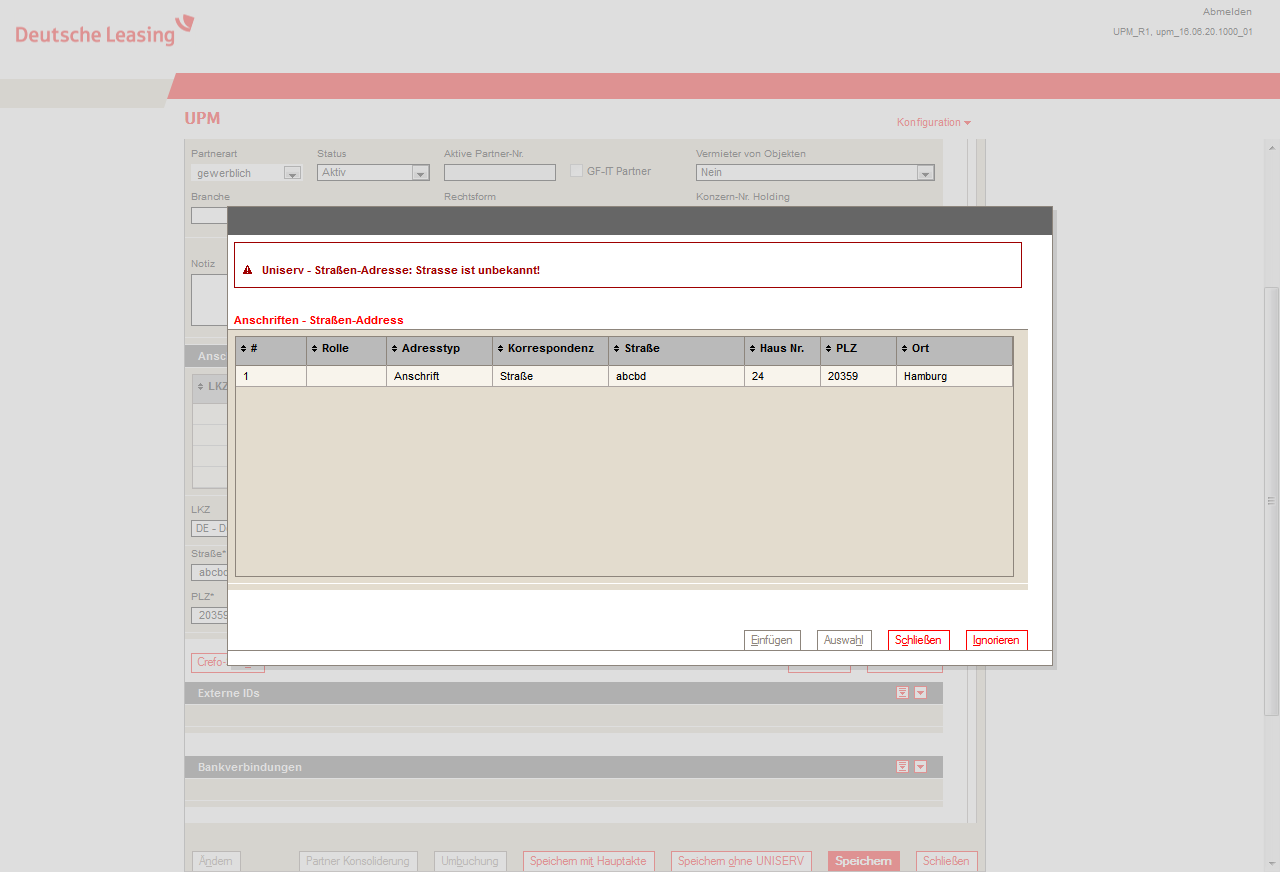 Deutsche Leasing
Abmelden
UPM_R1, upm_16.06.20.1000_01
UPM
Konfiguration
Partnerart Status Aktive Partner-Nr. Vermieter von Objekten
gewerblich Aktiv GF-IT Partner Nein
Branche Rechtsform Konzern-Nr. Holding
Uniserv - Straßen-Adresse: Strasse ist unbekannt!
Notiz
Anschriften - Straßen-Address
# Rolle Adresstyp Korrespondenz Straße Haus Nr. PLZ Ort
Ansc
1 Anschrift Straße abcbd 24 20359 Hamburg
LKZ
LKZ
DE - D
Straße*
abcbd
PLZ*
20359
Einfügen Auswahl Schließen Ignorieren
Crefo-
Externe IDs
Bankverbindungen
Ändern Partner Konsolidierung Umbuchung Speichern mit Hauptakte Speichern ohne UNISERV Speichern Schließen